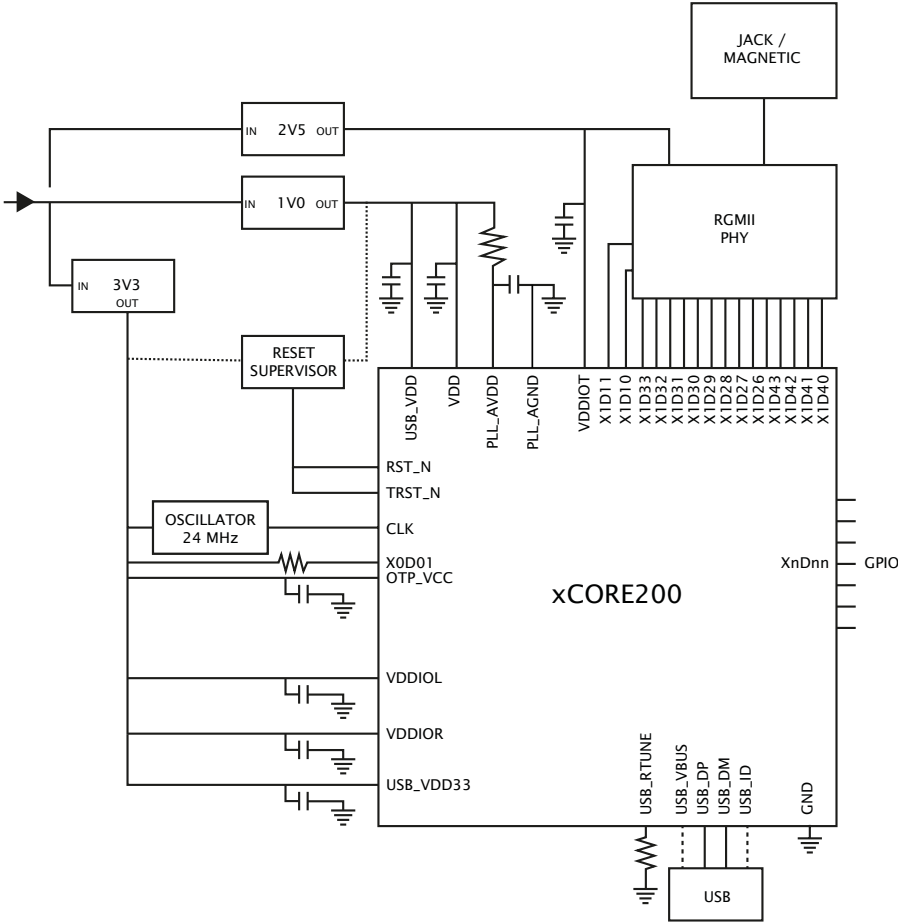 JACK /
MAGNETIC
IN 2V5 OUT
IN 1V0 OUT
RGMII
PHY
IN 3V3
OUT
RESET
SUPERVISOR
USB_VDD
VDD
PLL_AVDD
PLL_AGND
VDDIOT
X1D11
X1D10
X1D33
X1D32
X1D31
X1D30
X1D29
X1D28
X1D27
X1D26
X1D43
X1D42
X1D41
X1D40
RST_N
TRST_N
OSCILLATOR
24 MHz
CLK
X0D01
OTP_VCC
XnDnn GPIO
xCORE200
VDDIOL
VDDIOR
USB_VDD33
USB_RTUNE
USB_VBUS
USB_DP
USB_DM
USB_ID
GND
USB